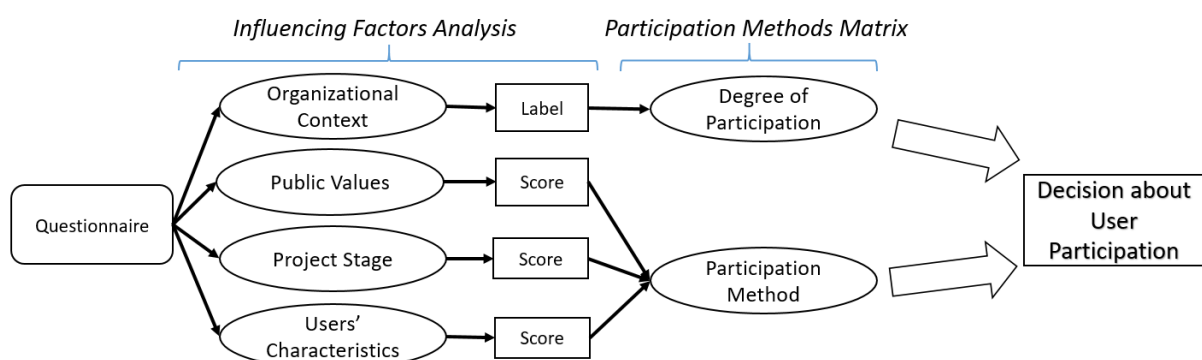 Influencing Factors Analysis
Participation Methods Matrix
Organizational
Context
Label
Degree of
Participation
Public Values
Score
Questionnaire
Project Stage
Score
Participation
Method
Users'
Characteristics
Score
Decision about
User
Participation